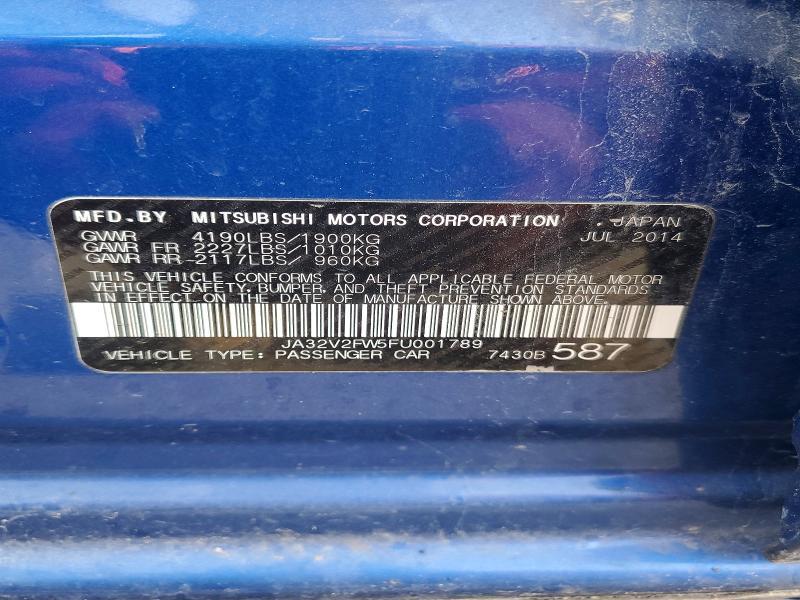 MFD. BY MITSUBISHI MOTORS CORPORATION. JAPAN
GVWR 4190LBS/1900KG JUL 2014
GAWR FR 2227LBS/1010KG
GAWR RR-2117LBS/ 960KG
THIS VEHICLE CONFORMS TO ALL APPLICABLE FEDERAL MOTOR
VEHICLE SAFETY, BUMPER, AND THEFT PREVENTION STANDARDS
IN EFFECT ON THE DATE OF MANUFACTURE SHOWN ABOVE.
JA32V2FW5FU001789
VEHICLE TYPE: PASSENGER CAR 7430B 587